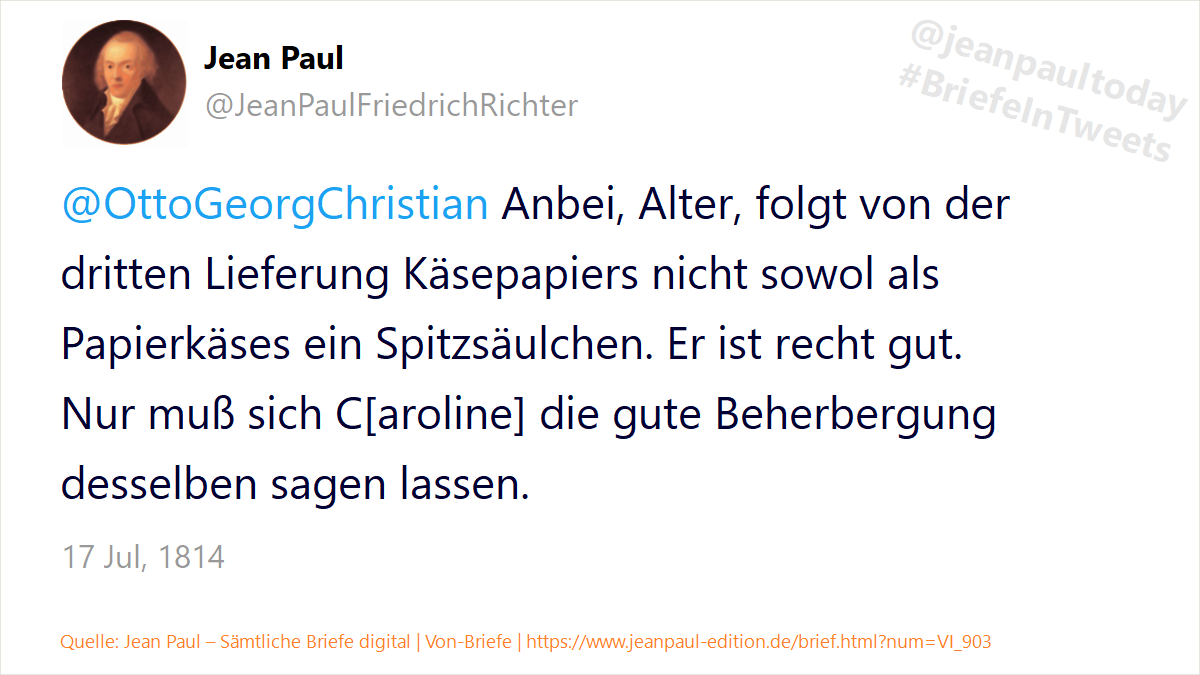 Jean Paul
@JeanPaulFriedrichRichter
@jeanpaultoday
#BriefeInTweets
@OttoGeorgChristian Anbei, Alter, folgt von der
dritten Lieferung Käsepapiers nicht sowol als
Papierkäses ein Spitzsäulchen. Er ist recht gut.
Nur muß sich C[aroline] die gute Beherbergung
desselben sagen lassen.
17 Jul, 1814
Quelle: Jean Paul – Sämtliche Briefe digital | Von-Briefe | https://www.jeanpaul-edition.de/brief.html?num=VI_903